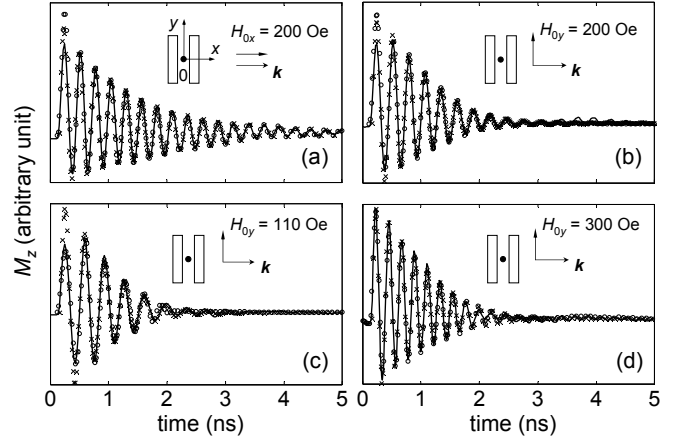 y
H₀ₓ = 200 Oe
x
0
k
(a)
H₀y = 200 Oe
k
(b)
M_z (arbitrary unit)
H₀y = 110 Oe
k
(c)
H₀y = 300 Oe
k
(d)
0 1 2 3 4 5
0 1 2 3 4 5
time (ns)
time (ns)